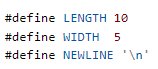 #define LENGTH 10
#define WIDTH  5
#define NEWLINE '\n'